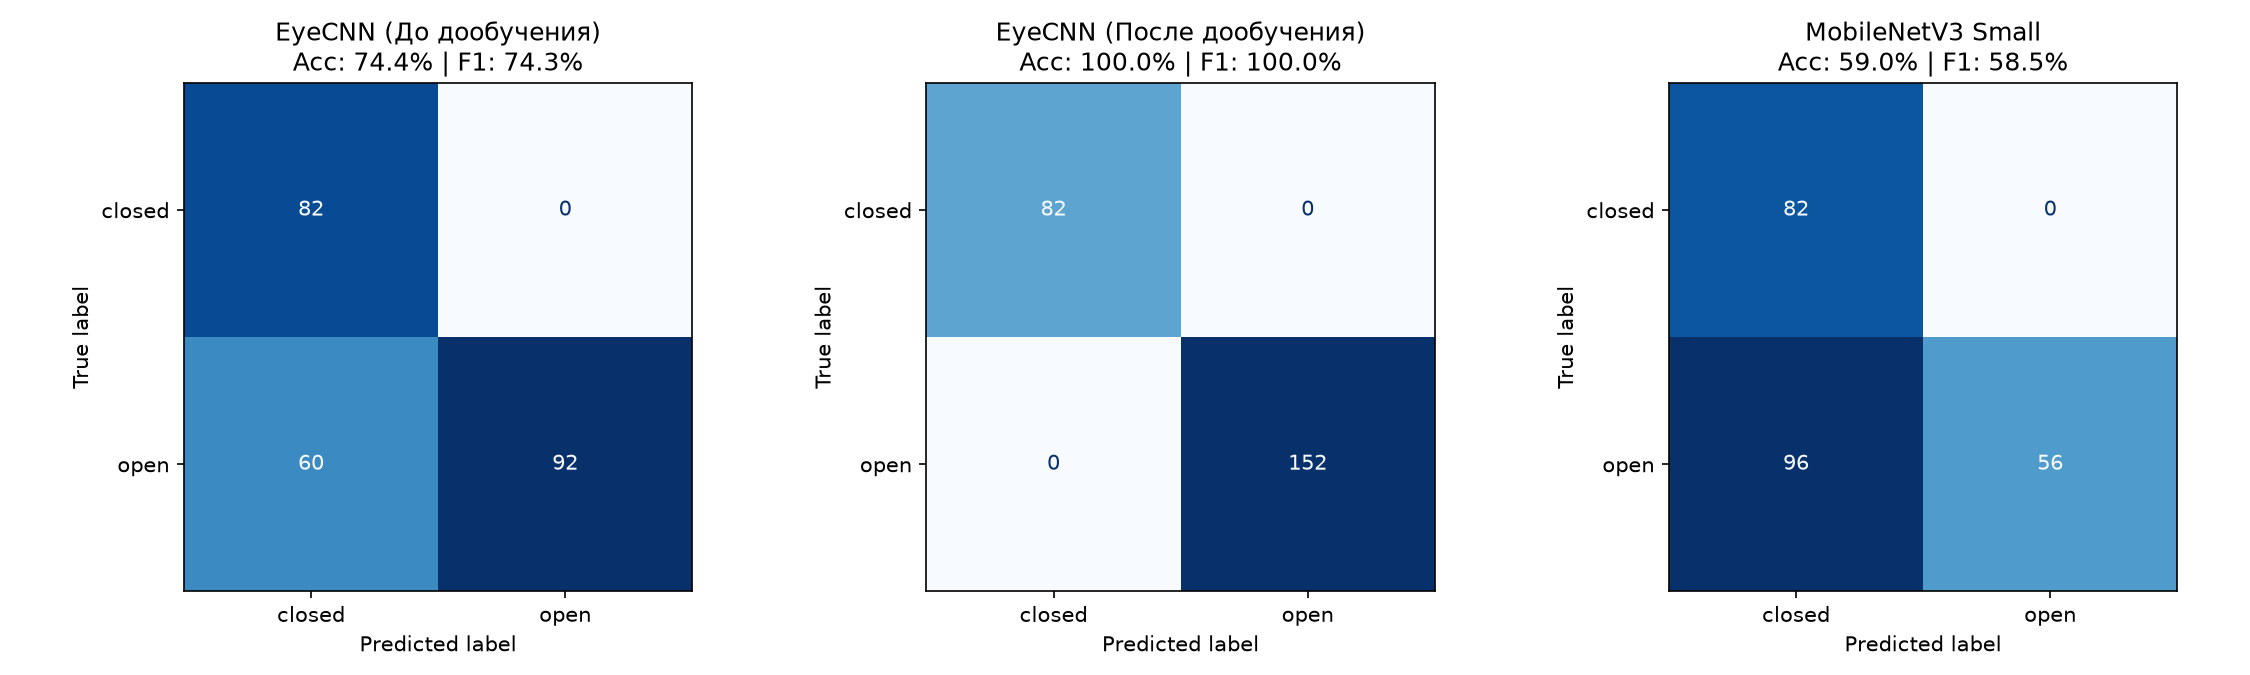 EyeCNN (До дообучения)
Acc: 74.4% | F1: 74.3%
closed
82
0
open
60
92
closed
open
Predicted label
True label
EyeCNN (После дообучения)
Acc: 100.0% | F1: 100.0%
closed
82
0
open
0
152
closed
open
Predicted label
True label
MobileNetV3 Small
Acc: 59.0% | F1: 58.5%
closed
82
0
open
96
56
closed
open
Predicted label
True label